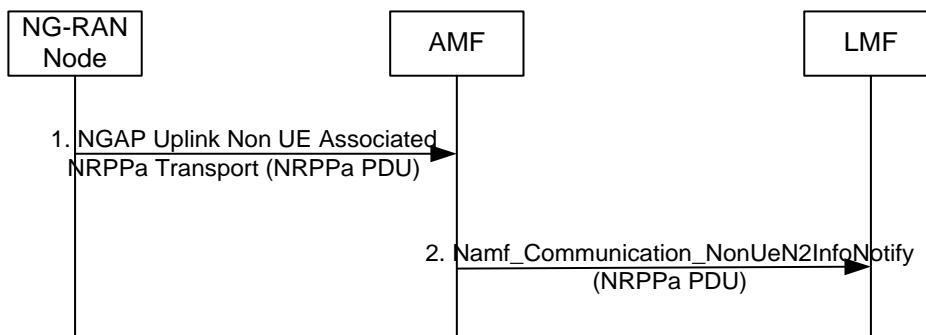 NG-RAN
Node
AMF
LMF
1. NGAP Uplink Non UE Associated
NRPPa Transport (NRPPa PDU)
2. Namf_Communication_NonUeN2InfoNotify
(NRPPa PDU)